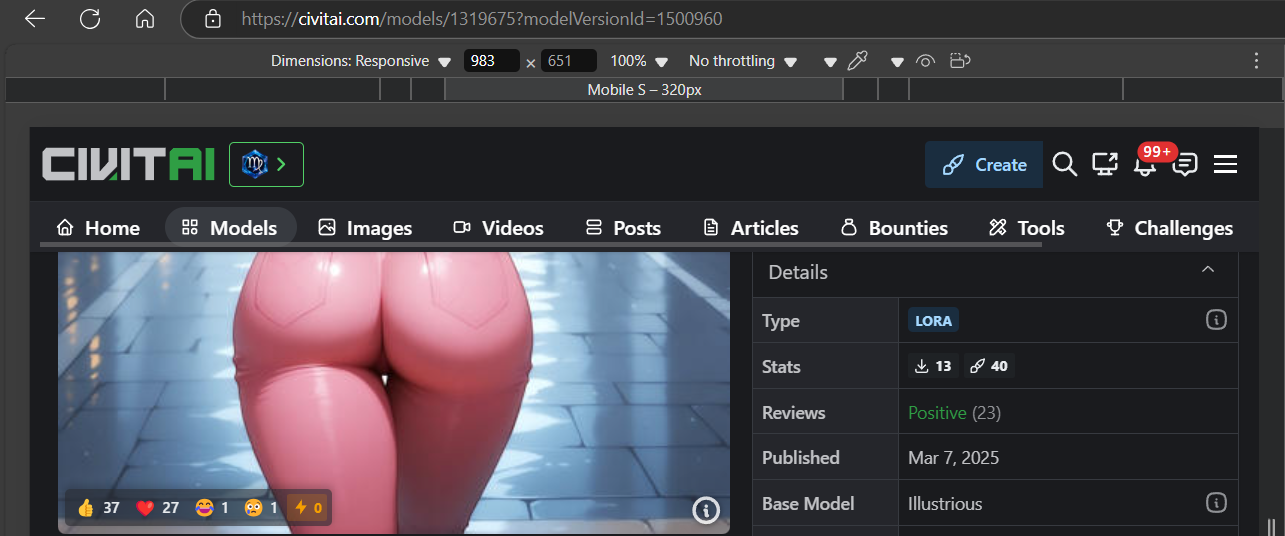 https://civitai.com/models/1319675?modelVersionId=1500960
Dimensions: Responsive 983 × 651 100% No throttling
Mobile S – 320px
CIVITAI Create 99+
Home Models Images Videos Posts Articles Bounties Tools Challenges
Details
Type LORA
Stats 13 40
Reviews Positive (23)
Published Mar 7, 2025
Base Model Illustrious
37 27 1 1 0